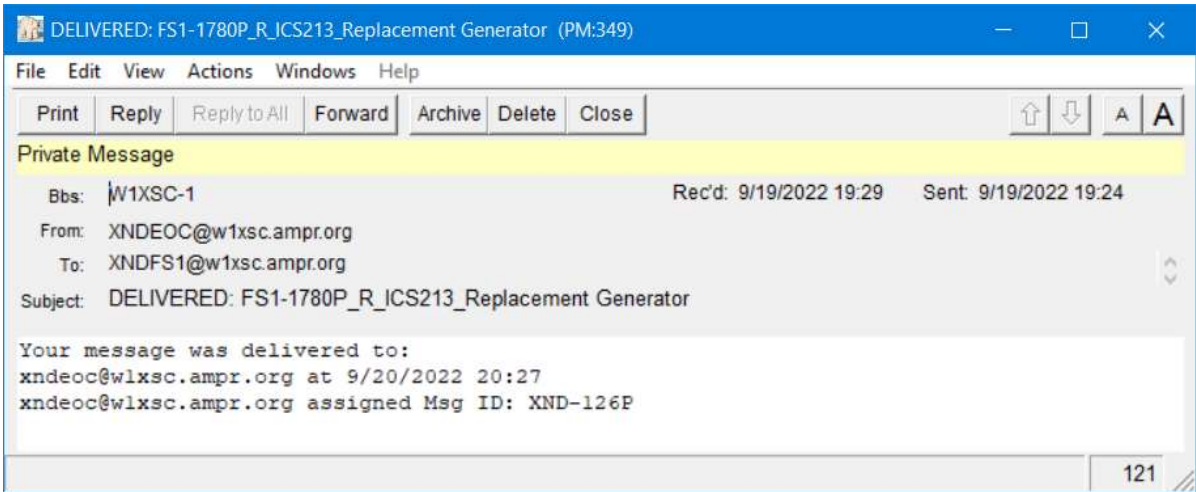 DELIVERED: FS1-1780P_R_ICS213_Replacement Generator (PM:349)
File Edit View Actions Windows Help
Print Reply Reply to All Forward Archive Delete Close A A
Private Message
Bbs: W1XSC-1 Rec'd: 9/19/2022 19:29 Sent: 9/19/2022 19:24
From: XNDEOC@w1xsc.ampr.org
To: XNDFS1@w1xsc.ampr.org
Subject: DELIVERED: FS1-1780P_R_ICS213_Replacement Generator
Your message was delivered to:
xndeoc@w1xsc.ampr.org at 9/20/2022 20:27
xndeoc@w1xsc.ampr.org assigned Msg ID: XND-126P
121